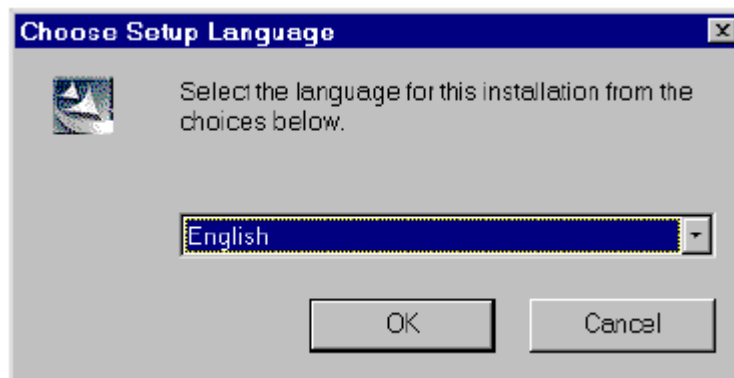 Choose Setup Language
Select the language for this installation from the
choices below.
English
OK
Cancel